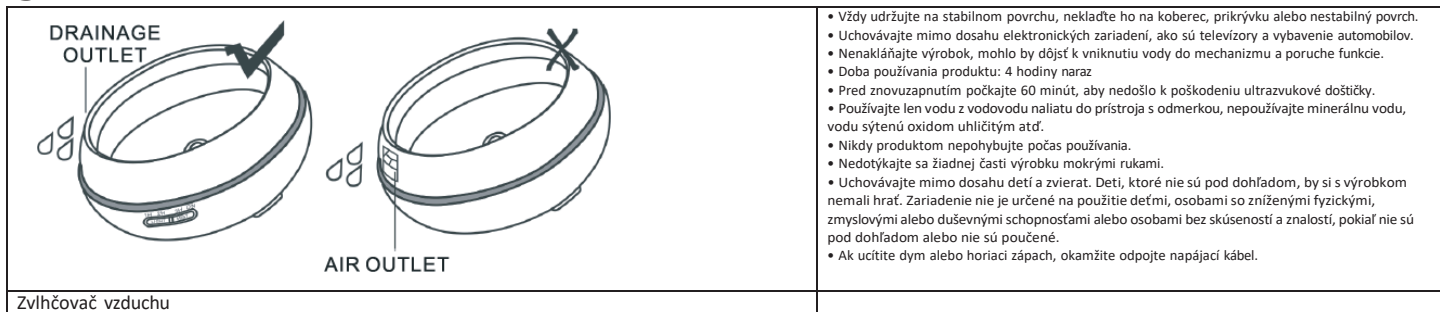 DRAINAGE
OUTLET
AIR OUTLET
• Vždy udržujte na stabilnom povrchu, neklaďte ho na koberec, prikrývku alebo nestabilný povrch.
• Uchovávajte mimo dosahu elektronických zariadení, ako sú televízory a vybavenie automobilov.
• Nenakláňajte výrobok, mohlo by dôjsť k vniknutiu vody do mechanizmu a poruche funkcie.
• Doba používania produktu: 4 hodiny naraz
• Pred znovuzapnutím počkajte 60 minút, aby nedošlo k poškodeniu ultrazvukové doštičky.
• Používajte len vodu z vodovodu naliatu do prístroja s odmerkou, nepoužívajte minerálnu vodu,
vodu sýtenú oxidom uhličitým atď.
• Nikdy produktom nepohybujte počas používania.
• Nedotýkajte sa žiadnej časti výrobku mokrými rukami.
• Uchovávajte mimo dosahu detí a zvierat. Deti, ktoré nie sú pod dohľadom, by si s výrobkom
nemali hrať. Zariadenie nie je určené na použitie deťmi, osobami so zníženými fyzickými,
zmyslovými alebo duševnými schopnosťami alebo osobami bez skúseností a znalostí, pokiaľ nie sú
pod dohľadom alebo nie sú poučené.
• Ak ucítite dym alebo horiaci zápach, okamžite odpojte napájací kábel.
Zvlhčovač vzduchu